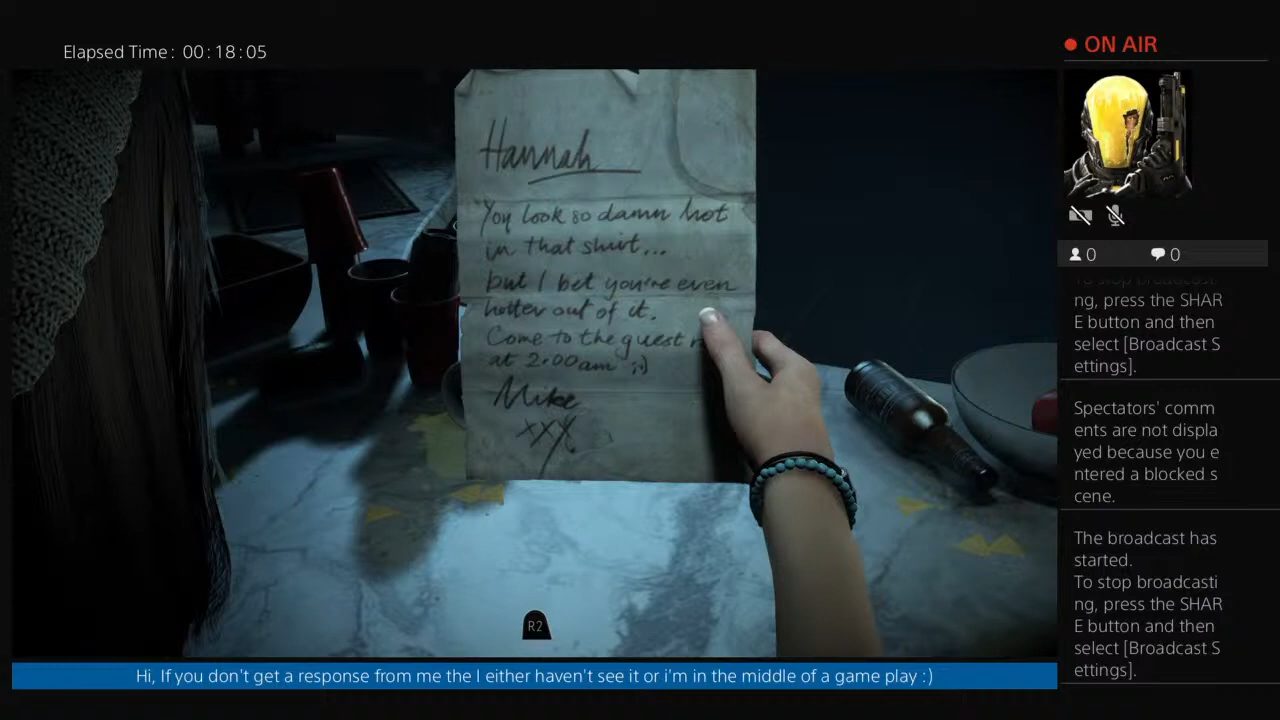 Elapsed Time: 00:18:05
Hannah
You look so damn hot
in that shirt...
but I bet you're even
hotter out of it.
Come to the guest
at 2:00am ;)
Mike
xxx
R2
Hi, If you don't get a response from me the I either haven't see it or i'm in the middle of a game play :)
ON AIR
0
0
ng, press the SHAR
E button and then
select [Broadcast S
ettings].
Spectators' comm
ents are not displa
yed because you e
ntered a blocked s
cene.
The broadcast has
started.
To stop broadcasti
ng, press the SHAR
E button and then
select [Broadcast S
ettings].